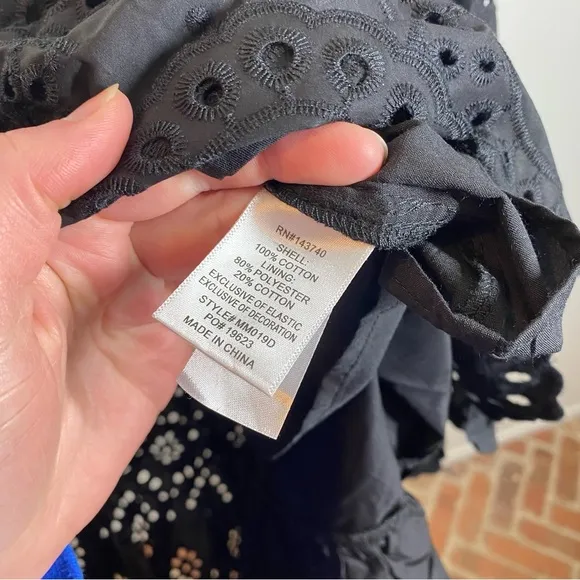 RN#143740
SHELL:
100% COTTON
LINING:
80% POLYESTER
20% COTTON
EXCLUSIVE OF ELASTIC
EXCLUSIVE OF DECORATION
STYLE# MM019D
PO# 19623
MADE IN CHINA